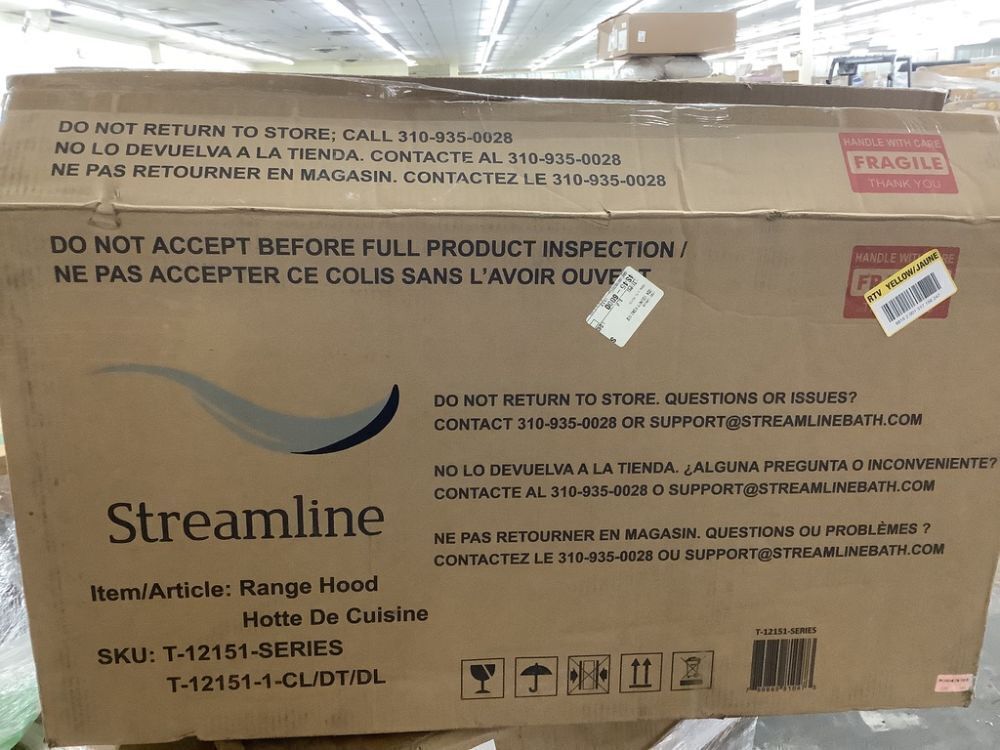 DO NOT RETURN TO STORE; CALL 310-935-0028
NO LO DEVUELVA A LA TIENDA. CONTACTE AL 310-935-0028
NE PAS RETOURNER EN MAGASIN. CONTACTEZ LE 310-935-0028
HANDLE WITH CARE
FRAGILE
THANK YOU
DO NOT ACCEPT BEFORE FULL PRODUCT INSPECTION /
NE PAS ACCEPTER CE COLIS SANS L'AVOIR OUVERT
HANDLE WITH
RTV YELLOW/JAUNE
DO NOT RETURN TO STORE. QUESTIONS OR ISSUES?
CONTACT 310-935-0028 OR SUPPORT@STREAMLINEBATH.COM
NO LO DEVUELVA A LA TIENDA. ¿ALGUNA PREGUNTA O INCONVENIENTE?
CONTACTE AL 310-935-0028 O SUPPORT@STREAMLINEBATH.COM
NE PAS RETOURNER EN MAGASIN. QUESTIONS OU PROBLÈMES ?
CONTACTEZ LE 310-935-0028 OU SUPPORT@STREAMLINEBATH.COM
Streamline
Item/Article: Range Hood
Hotte De Cuisine
SKU: T-12151-SERIES
T-12151-1-CL/DT/DL
T-12151-SERIES